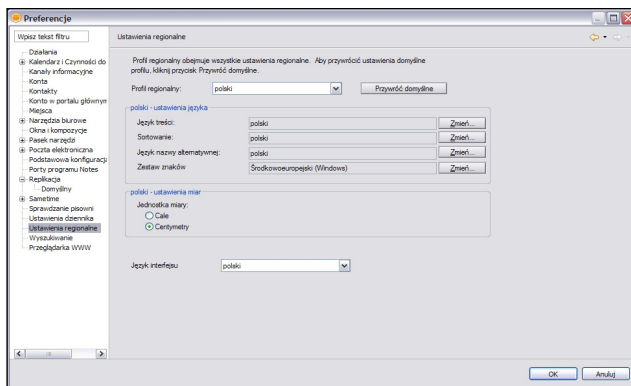 Preferencje
Wpisz tekst filtru
Ustawienia regionalne
Działania
Kalendarz i Czynności do
Kanały informacyjne
Konta
Kontakty
Konto w portalu głównym
Miejsca
Narzędzia biurowe
Okna i kompozycje
Pasek narzędzi
Poczta elektroniczna
Podstawowa konfiguracja
Porty programu Notes
Replikacja
Domyślny
Sametime
Sprawdzanie pisowni
Ustawienia dziennika
Ustawienia regionalne
Wyszukiwanie
Przeglądarka WWW
Profil regionalny obejmuje wszystkie ustawienia regionalne. Aby przywrócić ustawienia domyślne
profilu, kliknij przycisk Przywróć domyślne.
Profil regionalny: polski Przywróć domyślne
polski - ustawienia języka
Język treści: polski Zmień...
Sortowanie: polski Zmień...
Język nazwy alternatywnej: polski Zmień...
Zestaw znaków Środkowoeuropejski (Windows) Zmień...
polski - ustawienia miar
Jednostka miary:
Cale
Centymetry
Język interfejsu polski
OK Anuluj